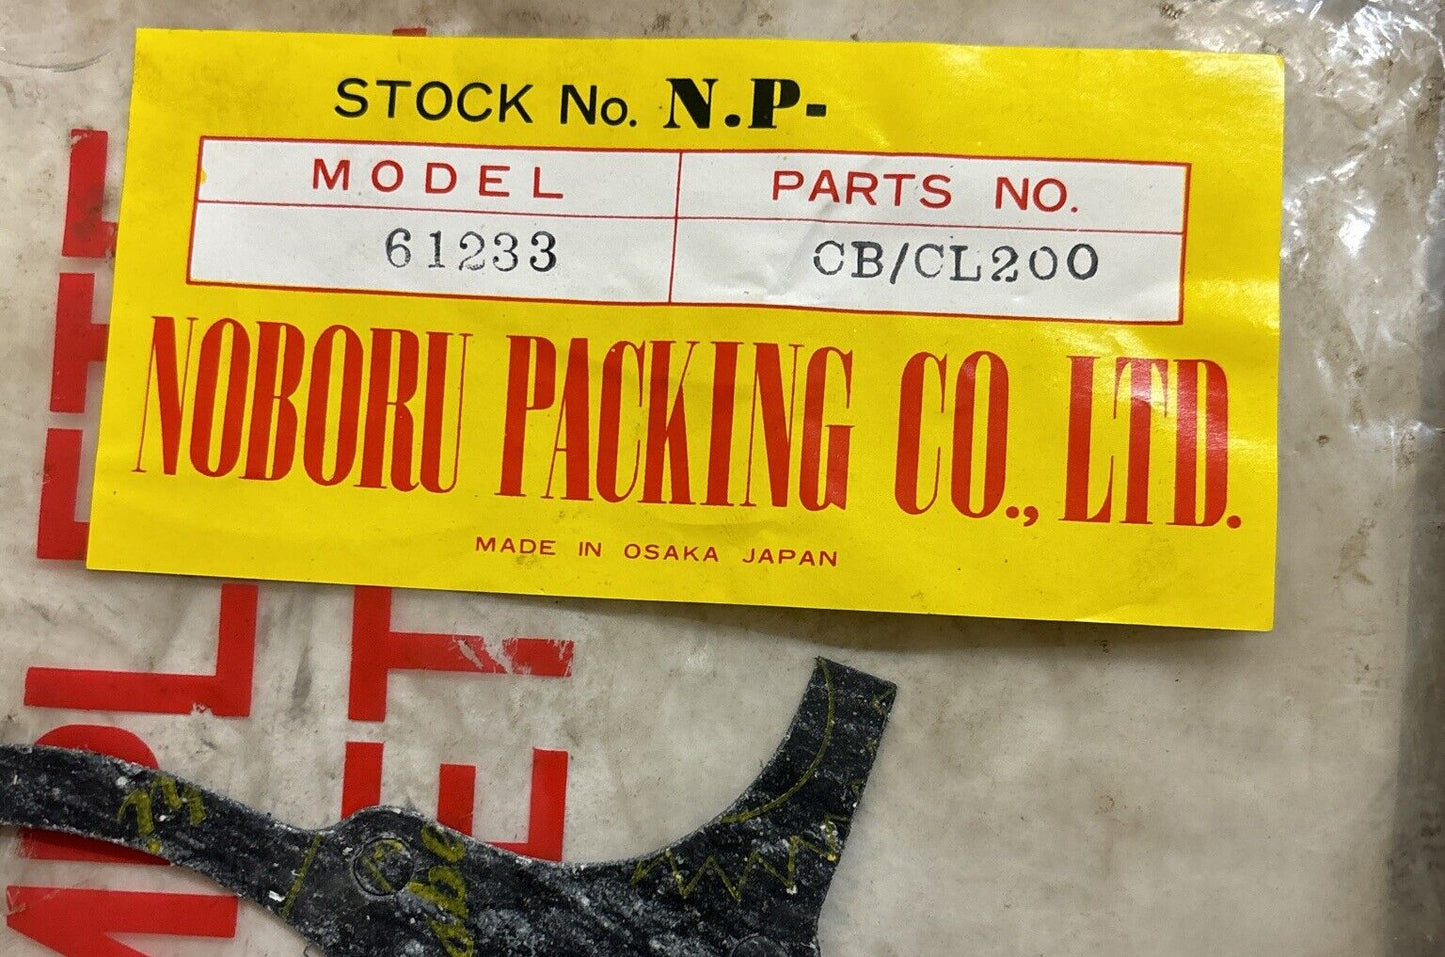 STOCK No. N.P-
MODEL PARTS NO.
61233 CB/CL200
NOBORU PACKING CO., LTD.
MADE IN OSAKA JAPAN